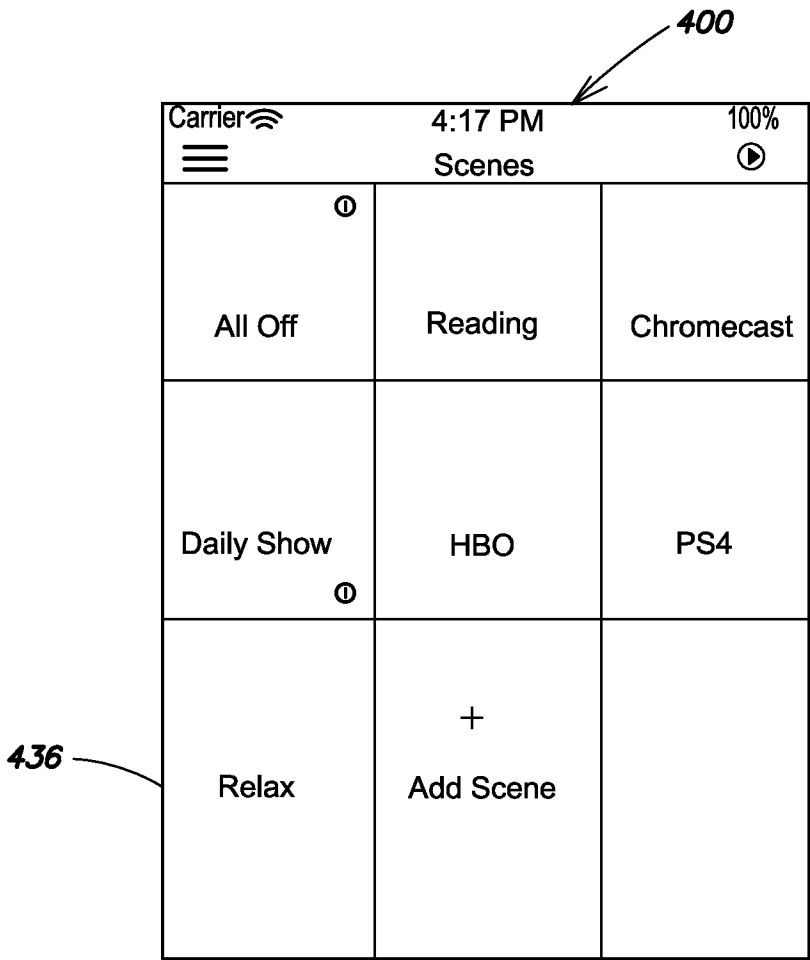 400
Carrier 4:17 PM 100%
Scenes
All Off Reading Chromecast
Daily Show HBO PS4
+
436
Relax Add Scene